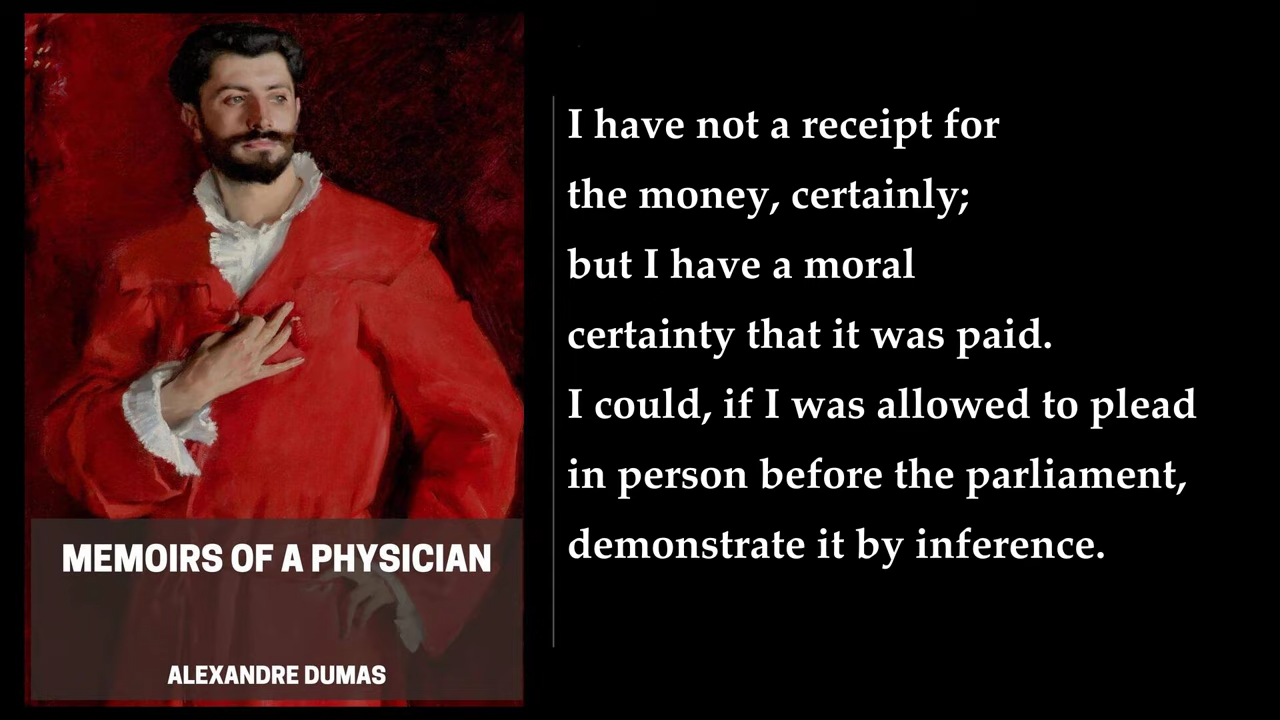 MEMOIRS OF A PHYSICIAN
ALEXANDRE DUMAS
I have not a receipt for
the money, certainly;
but I have a moral
certainty that it was paid.
I could, if I was allowed to plead
in person before the parliament,
demonstrate it by inference.